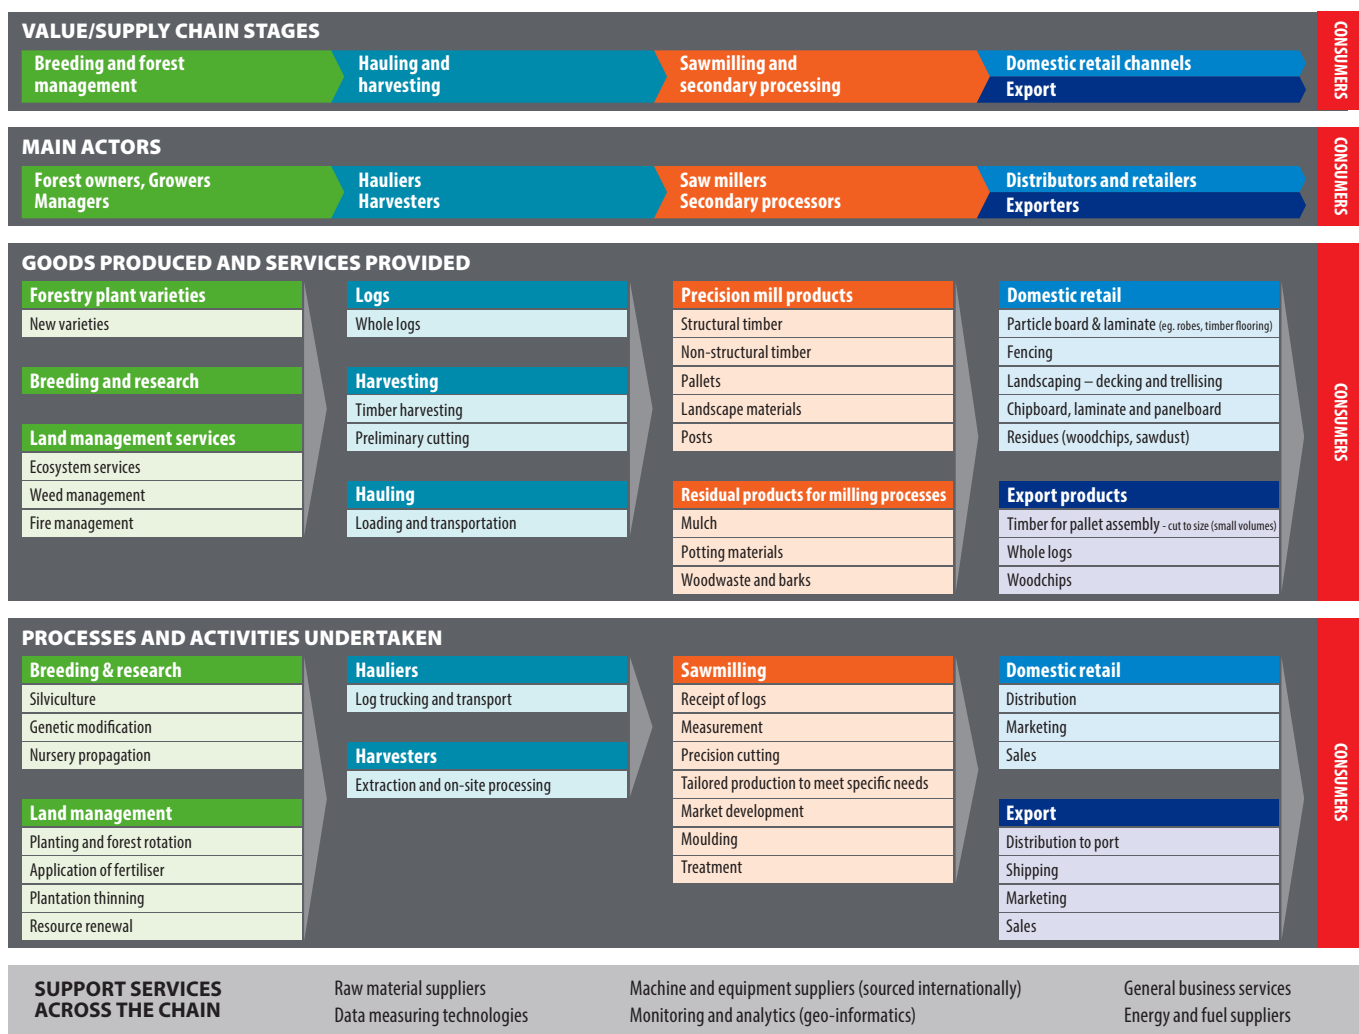 VALUE/SUPPLY CHAIN STAGES
Breeding and forest
management
Hauling and
harvesting
Sawmilling and
secondary processing
Domestic retail channels
Export
CONSUMERS
MAIN ACTORS
Forest owners, Growers
Managers
Hauliers
Harvesters
Saw millers
Secondary processors
Distributors and retailers
Exporters
CONSUMERS
GOODS PRODUCED AND SERVICES PROVIDED
Forestry plant varieties
New varieties
Breeding and research
Land management services
Ecosystem services
Weed management
Fire management
Logs
Whole logs
Harvesting
Timber harvesting
Preliminary cutting
Hauling
Loading and transportation
Precision mill products
Structural timber
Non-structural timber
Pallets
Landscape materials
Posts
Residual products for milling processes
Mulch
Potting materials
Woodwaste and barks
Domestic retail
Particle board & laminate (eg. robes, timber flooring)
Fencing
Landscaping – decking and trellising
Chipboard, laminate and panelboard
Residues (woodchips, sawdust)
Export products
Timber for pallet assembly - cut to size (small volumes)
Whole logs
Woodchips
CONSUMERS
PROCESSES AND ACTIVITIES UNDERTAKEN
Breeding & research
Silviculture
Genetic modification
Nursery propagation
Land management
Planting and forest rotation
Application of fertiliser
Plantation thinning
Resource renewal
Hauliers
Log trucking and transport
Harvesters
Extraction and on-site processing
Sawmilling
Receipt of logs
Measurement
Precision cutting
Tailored production to meet specific needs
Market development
Moulding
Treatment
Domestic retail
Distribution
Marketing
Sales
Export
Distribution to port
Shipping
Marketing
Sales
CONSUMERS
SUPPORT SERVICES
ACROSS THE CHAIN
Raw material suppliers
Data measuring technologies
Machine and equipment suppliers (sourced internationally)
Monitoring and analytics (geo-informatics)
General business services
Energy and fuel suppliers